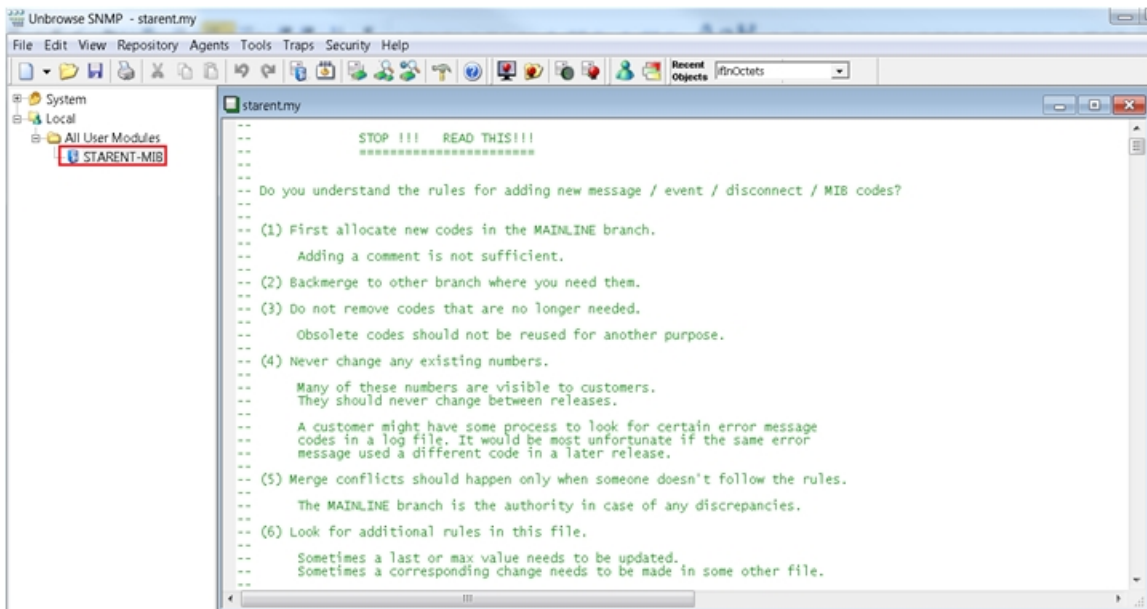 Unbrowse SNMP - starent.my
File Edit View Repository Agents Tools Traps Security Help
Recent Objects ifInOctets
System
Local
All User Modules
STARENT-MIB
starent.my
--
-- STOP !!! READ THIS!!!
-- ========================
--
--
-- Do you understand the rules for adding new message / event / disconnect / MIB codes?
--
--
-- (1) First allocate new codes in the MAINLINE branch.
--
-- Adding a comment is not sufficient.
--
-- (2) Backmerge to other branch where you need them.
--
-- (3) Do not remove codes that are no longer needed.
--
-- Obsolete codes should not be reused for another purpose.
--
-- (4) Never change any existing numbers.
--
-- Many of these numbers are visible to customers.
-- They should never change between releases.
--
-- A customer might have some process to look for certain error message
-- codes in a log file. It would be most unfortunate if the same error
-- message used a different code in a later release.
--
-- (5) Merge conflicts should happen only when someone doesn't follow the rules.
--
-- The MAINLINE branch is the authority in case of any discrepancies.
--
-- (6) Look for additional rules in this file.
--
-- Sometimes a last or max value needs to be updated.
-- Sometimes a corresponding change needs to be made in some other file.
--